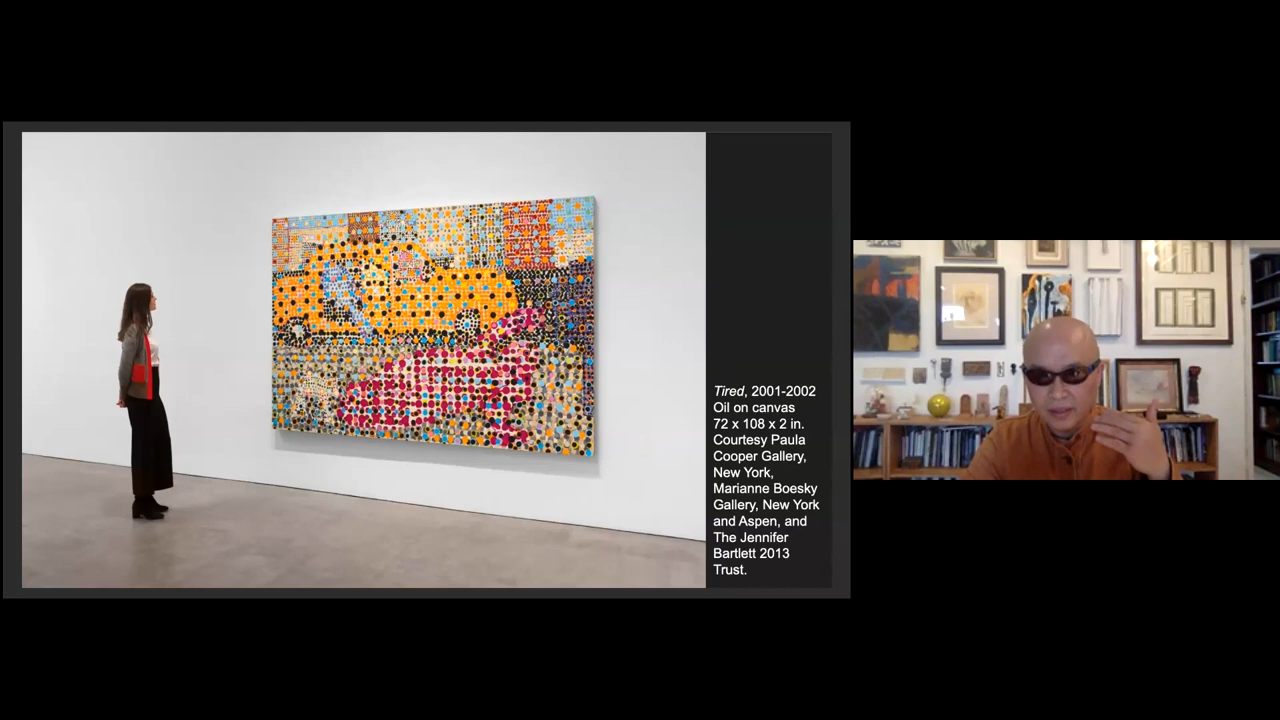 Tired, 2001-2002
Oil on canvas
72 x 108 x 2 in.
Courtesy Paula
Cooper Gallery,
New York,
Marianne Boesky
Gallery, New York
and Aspen, and
The Jennifer
Bartlett 2013
Trust.